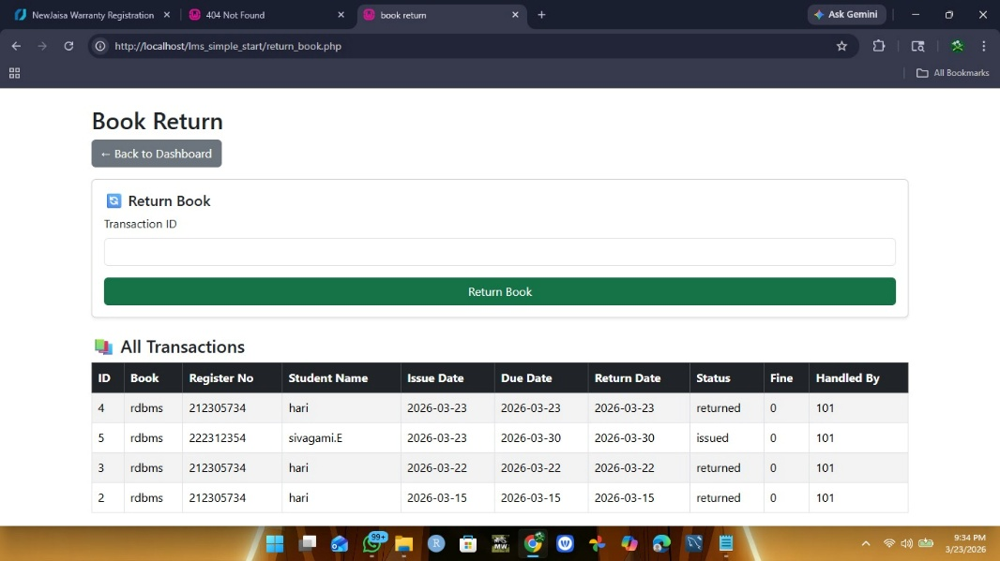 NewJaisa Warranty Registration
404 Not Found
book return
Ask Gemini
http://localhost/lms_simple_start/return_book.php
All Bookmarks
Book Return
← Back to Dashboard
Return Book
Transaction ID
Return Book
All Transactions
ID Book Register No Student Name Issue Date Due Date Return Date Status Fine Handled By
4 rdbms 212305734 hari 2026-03-23 2026-03-23 2026-03-23 returned 0 101
5 rdbms 222312354 sivagami.E 2026-03-23 2026-03-30 2026-03-30 issued 0 101
3 rdbms 212305734 hari 2026-03-22 2026-03-22 2026-03-22 returned 0 101
2 rdbms 212305734 hari 2026-03-15 2026-03-15 2026-03-15 returned 0 101
99+
R
MW
W
9:34 PM
3/23/2026